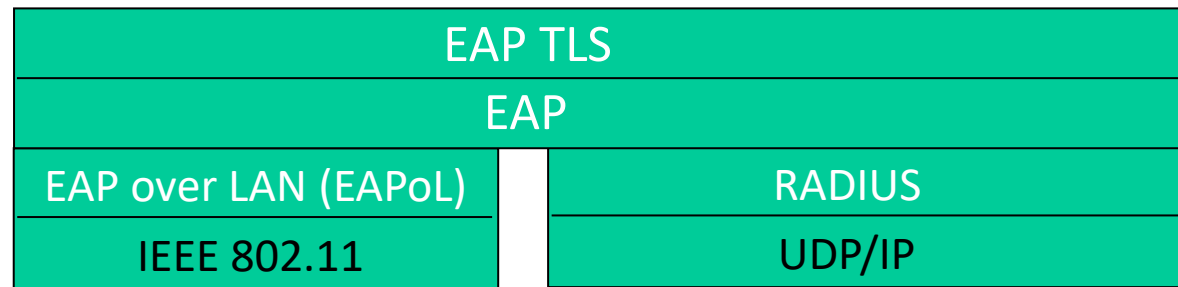 EAP TLS
EAP
EAP over LAN (EAPoL)
RADIUS
IEEE 802.11
UDP/IP